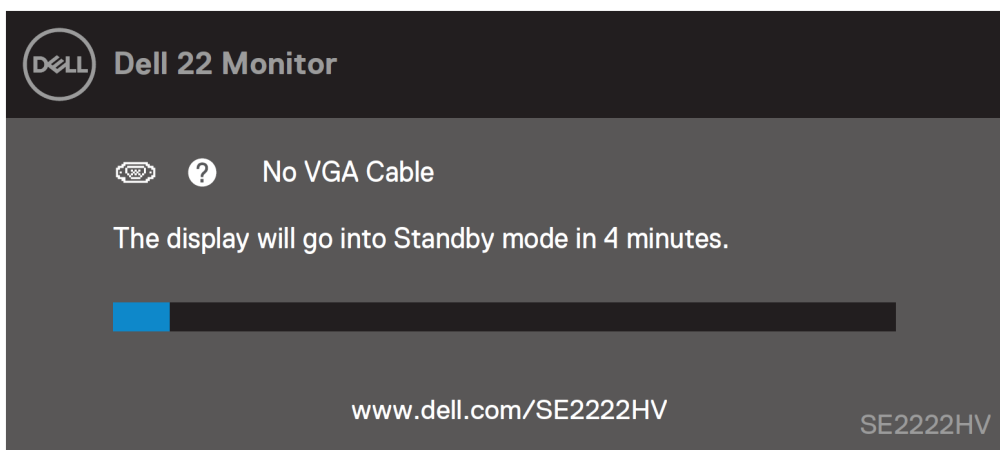 DELL Dell 22 Monitor
? No VGA Cable
The display will go into Standby mode in 4 minutes.
www.dell.com/SE2222HV
SE2222HV